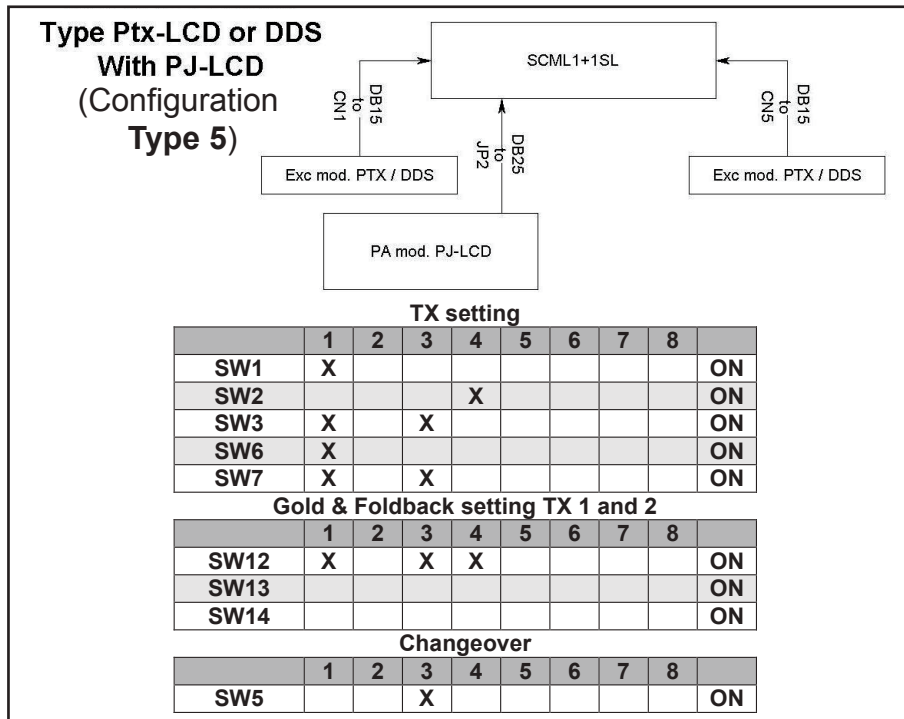 Type Ptx-LCD or DDS
With PJ-LCD
(Configuration
Type 5)
SCML1+1SL
DB15
to
CN1
DB25
to
JP2
DB15
to
CN5
Exc mod. PTX / DDS
Exc mod. PTX / DDS
PA mod. PJ-LCD
TX setting
1 2 3 4 5 6 7 8
SW1 X ON
SW2 X ON
SW3 X X ON
SW6 X ON
SW7 X X ON
Gold & Foldback setting TX 1 and 2
1 2 3 4 5 6 7 8
SW12 X X X ON
SW13 ON
SW14 ON
Changeover
1 2 3 4 5 6 7 8
SW5 X ON